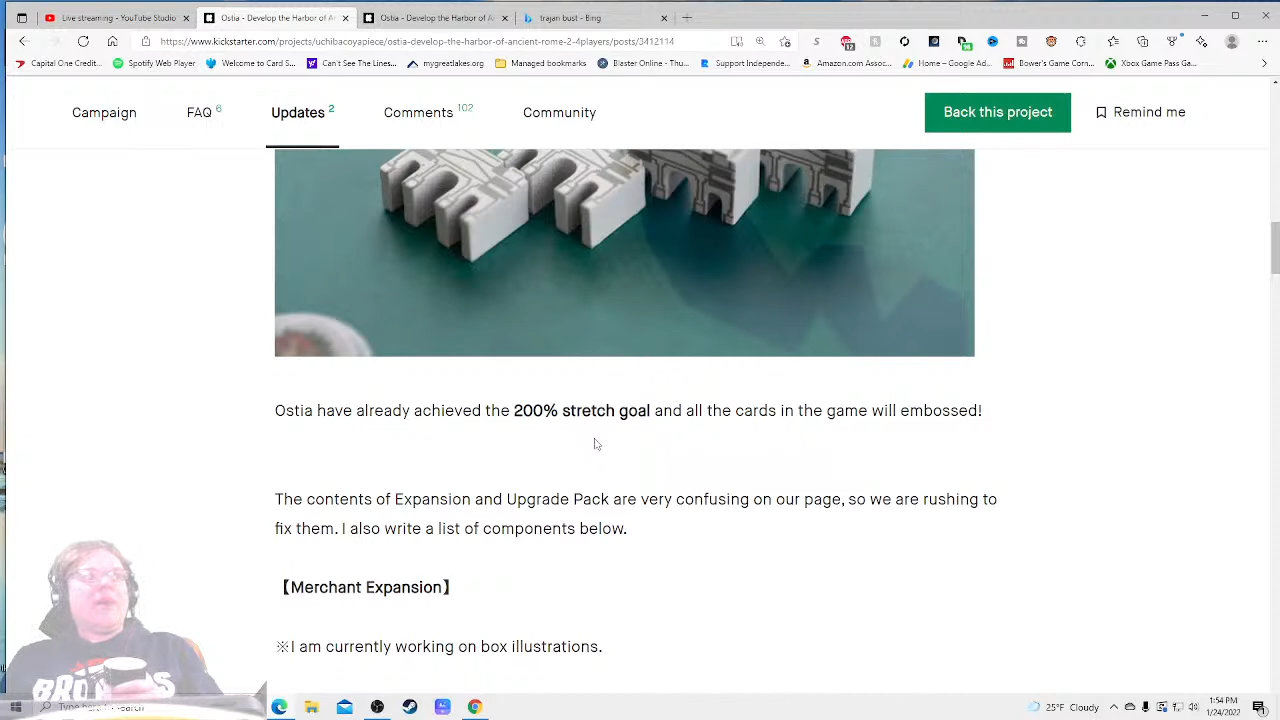 Live streaming - YouTube Studio
Ostia - Develop the Harbor of A
Ostia - Develop the Harbor of A
trajan bust - Bing
https://www.kickstarter.com/projects/uchibacoyapiece/ostia-develop-the-harbor-of-ancient-rome-2-4players/posts/3412114
12
98
Capital One Credit...
Spotify Web Player
Welcome to Card S...
Can't See The Lines...
mygreatlakes.org
Managed bookmarks
Blaster Online - Thu...
Support Independe...
Amazon.com Assoc...
Home – Google Ad...
Bower's Game Corn...
Xbox Game Pass Ga...
Campaign
FAQ 6
Updates 2
Comments 102
Community
Back this project
Remind me
Ostia have already achieved the 200% stretch goal and all the cards in the game will embossed!
The contents of Expansion and Upgrade Pack are very confusing on our page, so we are rushing to
fix them. I also write a list of components below.
【Merchant Expansion】
※I am currently working on box illustrations.
Type here to search
25°F Cloudy
1:54 PM
1/24/2022